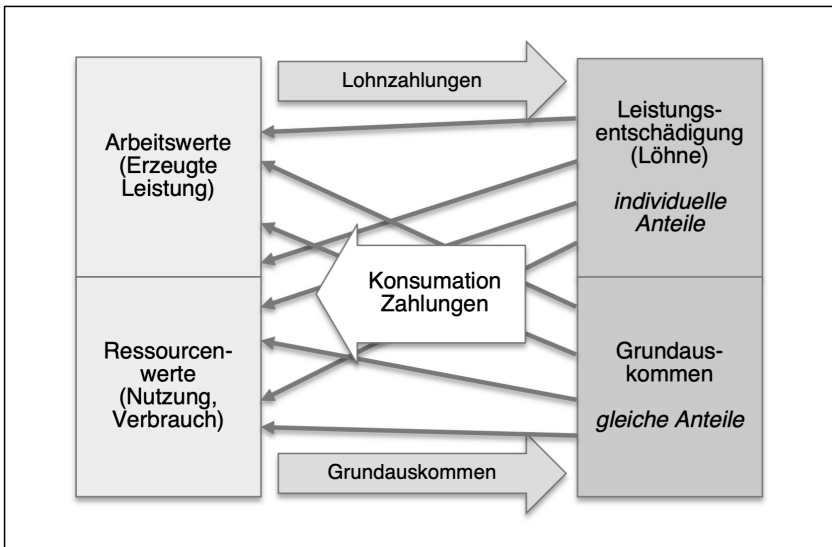 Lohnzahlungen
Arbeitswerte
(Erzeugte
Leistung)
Leistungs-
entschädigung
(Löhne)
individuelle
Anteile
Konsumation
Zahlungen
Ressourcen-
werte
(Nutzung,
Verbrauch)
Grundaus-
kommen
gleiche Anteile
Grundauskommen